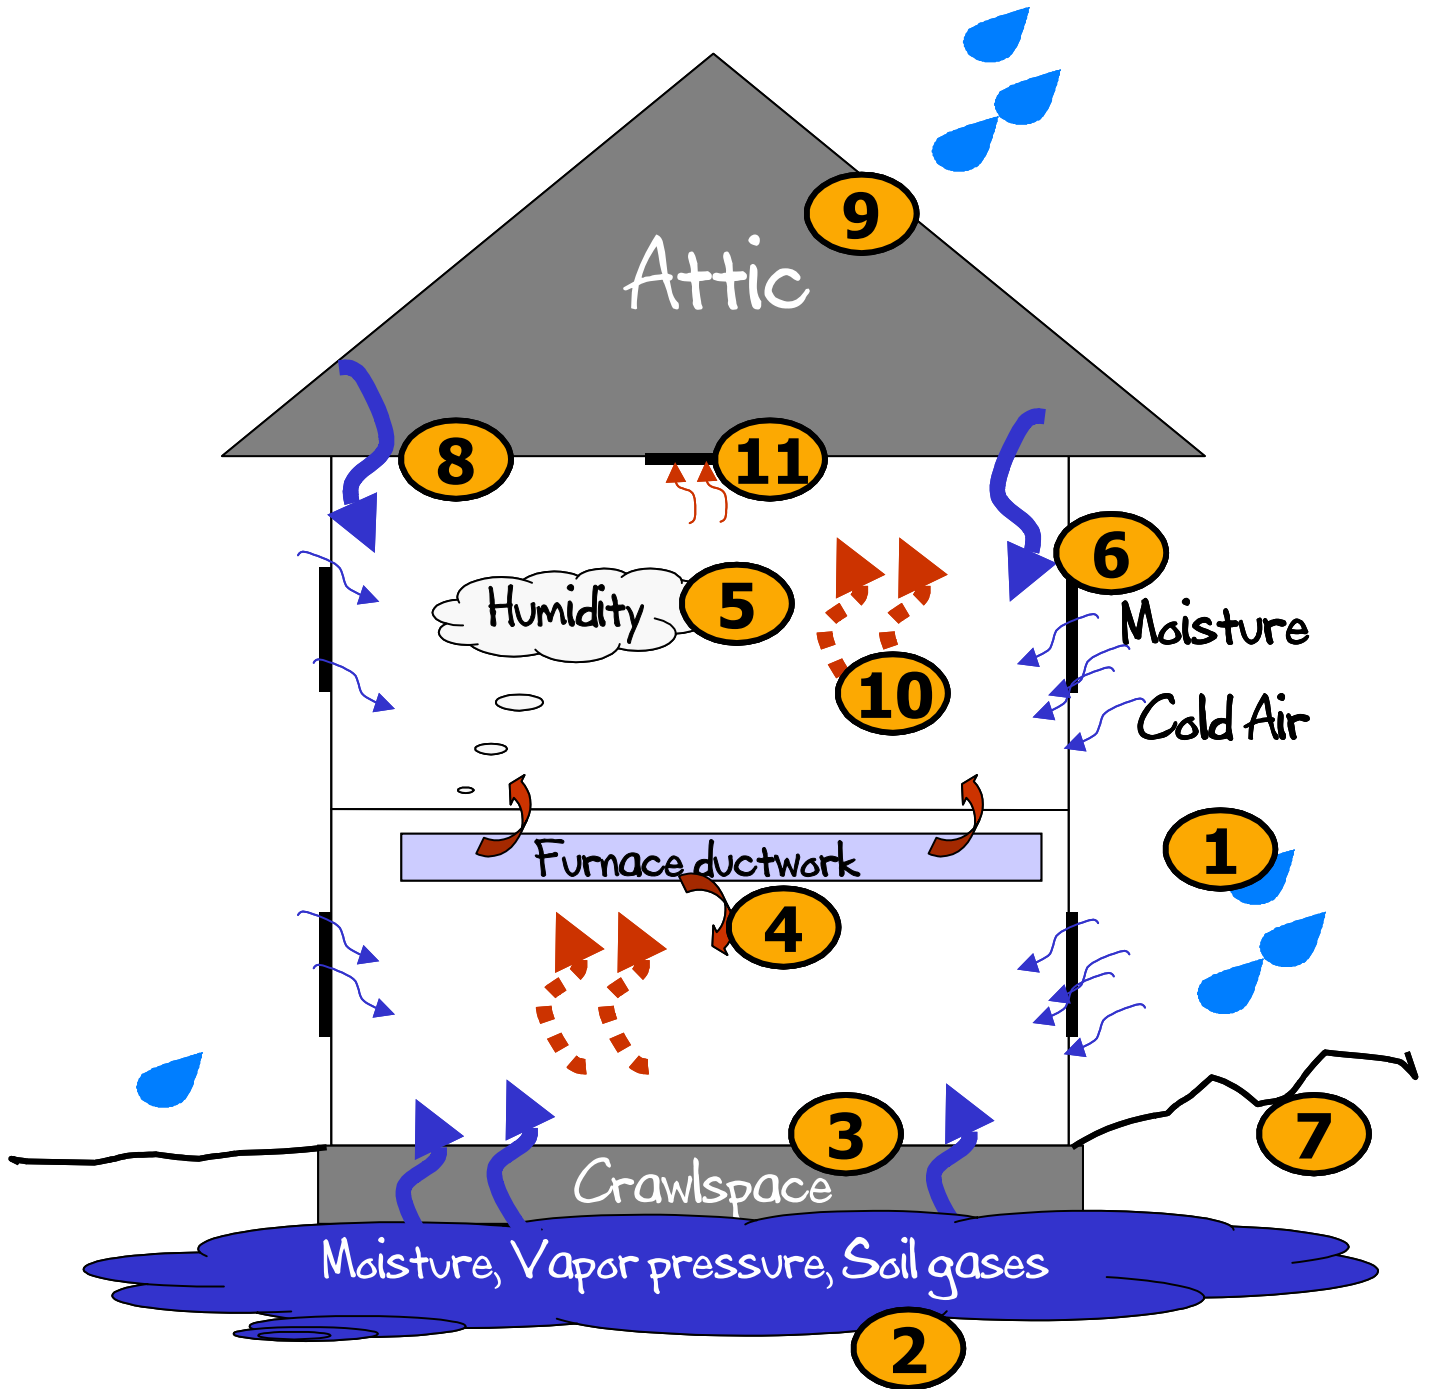 9
Attic
8
11
6
Humidity
5
Moisture
10
Cold Air
1
Furnace ductwork
4
3
7
Crawlspace
Moisture, Vapor pressure, Soil gases
2